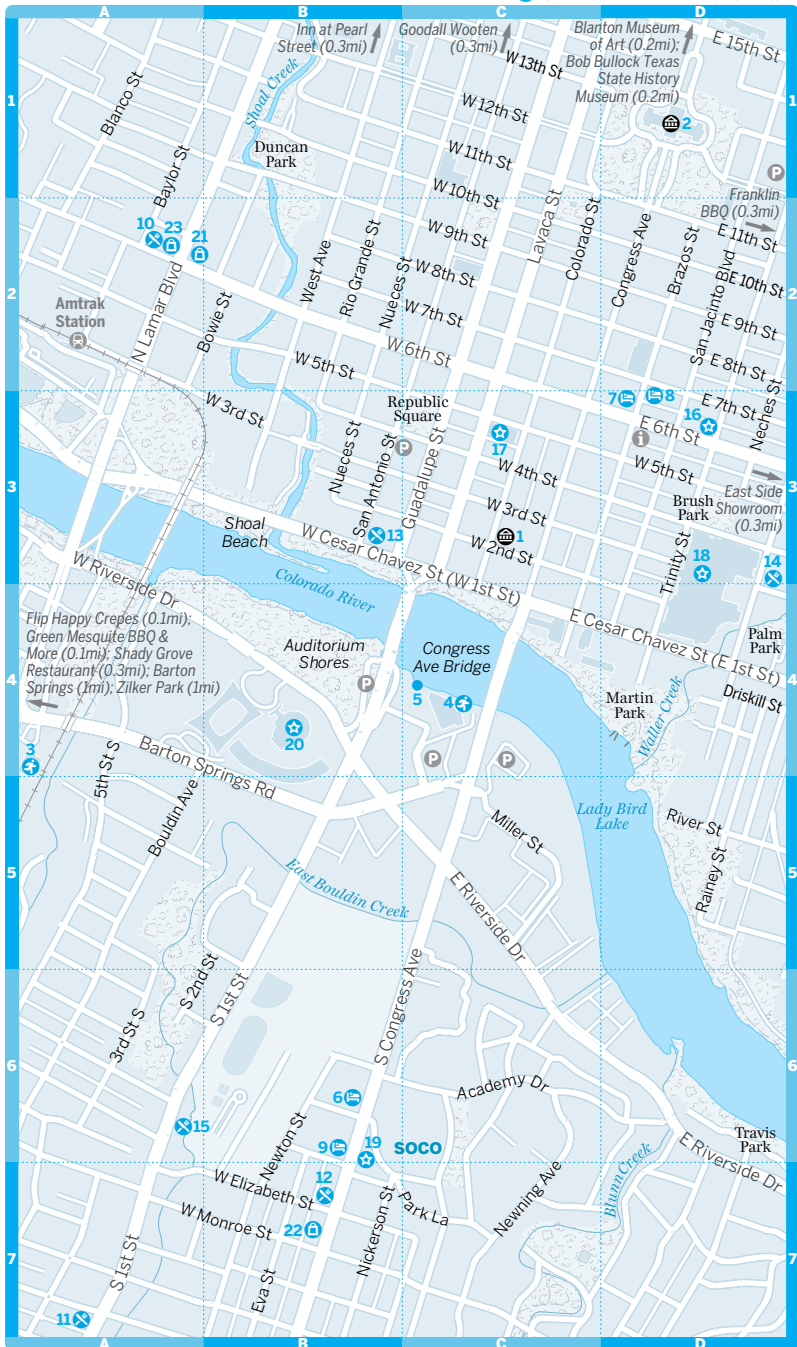 A
B
C
D
Inn at Pearl
Street (0.3mi)
Goodall Wooten
(0.3mi)
Blanton Museum
of Art (0.2mi);
Bob Bullock Texas
State History
Museum (0.2mi)
E 15th St
W 13th St
Shoal Creek
Blanco St
1
W 12th St
2
1
Duncan
Park
W 11th St
Baylor St
W 10th St
Franklin
BBQ (0.3mi)
Lavaca St
Colorado St
10
23
21
W 9th St
Congress Ave
Brazos St
E 11th St
West Ave
Rio Grande St
Nueces St
W 8th St
San Jacinto Blvd
E 10th St
2
2
Amtrak
Station
N Lamar Blvd
Bowie St
W 7th St
E 9th St
W 6th St
W 5th St
E 8th St
W 3rd St
Republic
Square
7
8
E 7th St
16
Neches St
P
17
E 6th St
Nueces St
San Antonio St
Guadalupe St
W 4th St
W 5th St
3
3
East Side
Showroom
(0.3mi)
W 3rd St
Brush
Park
Shoal
Beach
13
1
W 2nd St
W Cesar Chavez St (W 1st St)
Trinity St
18
14
W Riverside Dr
Colorado River
E Cesar Chavez St (E 1st St)
Flip Happy Crepes (0.1mi);
Green Mesquite BBQ &
More (0.1mi); Shady Grove
Restaurant (0.3mi); Barton
Springs (1mi); Zilker Park (1mi)
Auditorium
Shores
Congress
Ave Bridge
Palm
Park
4
4
P
5
4
Martin
Park
Driskill St
Waller Creek
20
3
Barton Springs Rd
P
P
5th St S
Bouldin Ave
Lady Bird
Lake
Miller St
River St
5
5
East Bouldin Creek
E Riverside Dr
Rainey St
S 2nd St
S 1st St
S Congress Ave
3rd St S
6
6
6
Academy Dr
15
Newton St
9
19
SOCO
Travis
Park
E Riverside Dr
W Elizabeth St
12
Park La
Newning Ave
Blunn Creek
W Monroe St
22
Nickerson St
7
7
S 1st St
Eva St
11
A
B
C
D